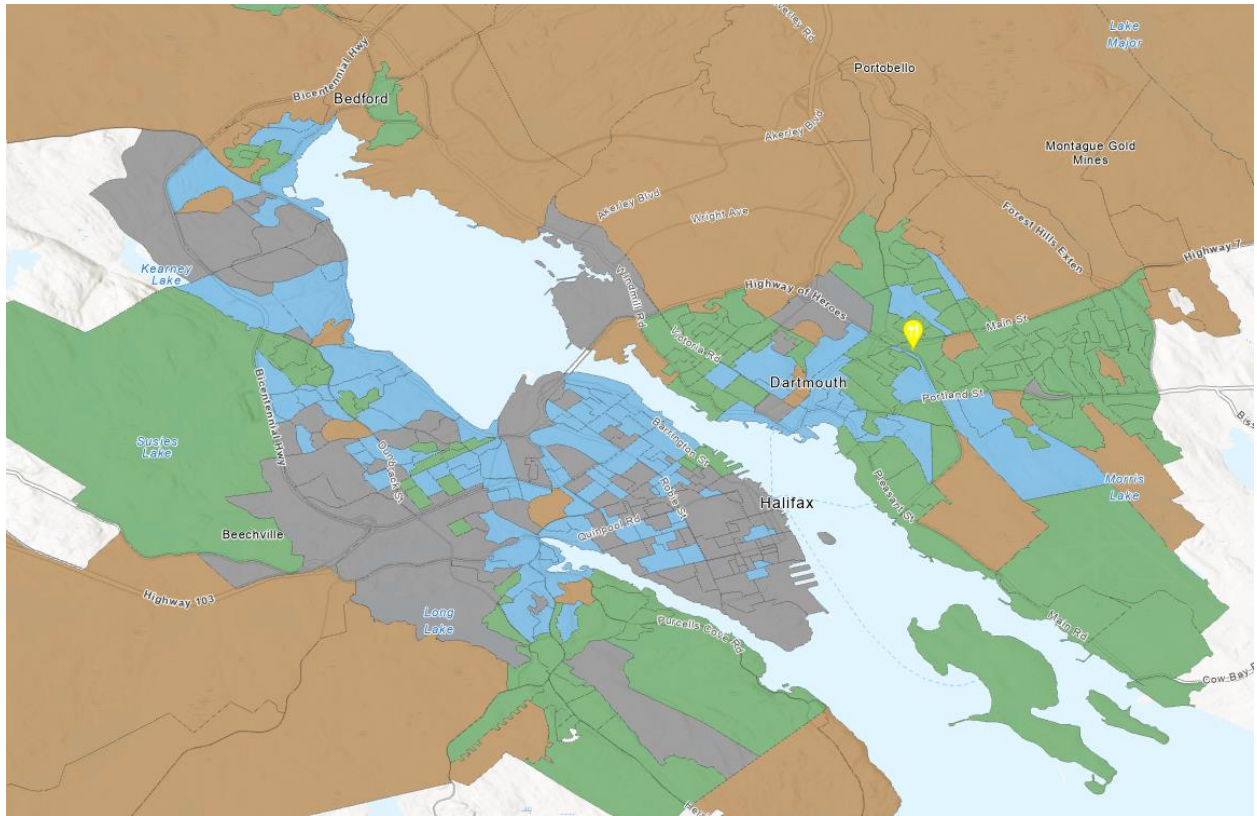 Waverley Rd
Lake
Major
Bicentennial Hwy
Portobello
Bedford
Akerley Blvd
Montague Gold
Mines
Akerley Blvd
Wright Ave
Forest Hills Exten
Highway 7
Kearney
Lake
Windmill Rd
Highway of Heroes
Main St
Victoria Rd
Dartmouth
Portland St
Bicentennial Hwy
Susies
Lake
Dunbrack St
Barrington St
Robie St
Pleasant St
Morris
Lake
Halifax
Quinpool Rd
Beechville
Highway 103
Long
Lake
Purcells Cove Rd
Main Rd
Cow Bay